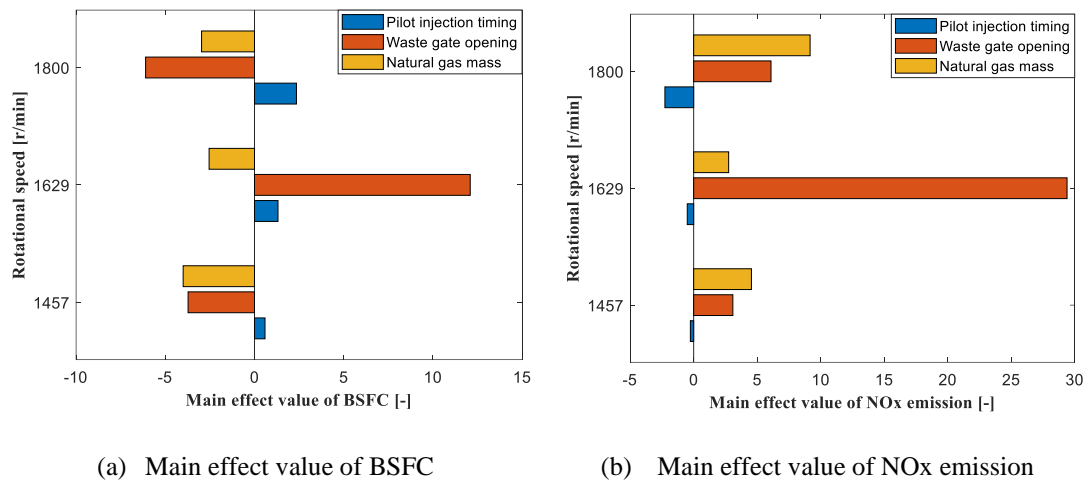 Pilot injection timing
Waste gate opening
Natural gas mass
1800
1629
1457
Rotational speed [r/min]
-10 -5 0 5 10 15
Main effect value of BSFC [-]
(a) Main effect value of BSFC
Pilot injection timing
Waste gate opening
Natural gas mass
1800
1629
1457
Rotational speed [r/min]
-5 0 5 10 15 20 25 30
Main effect value of NOx emission [-]
(b) Main effect value of NOx emission